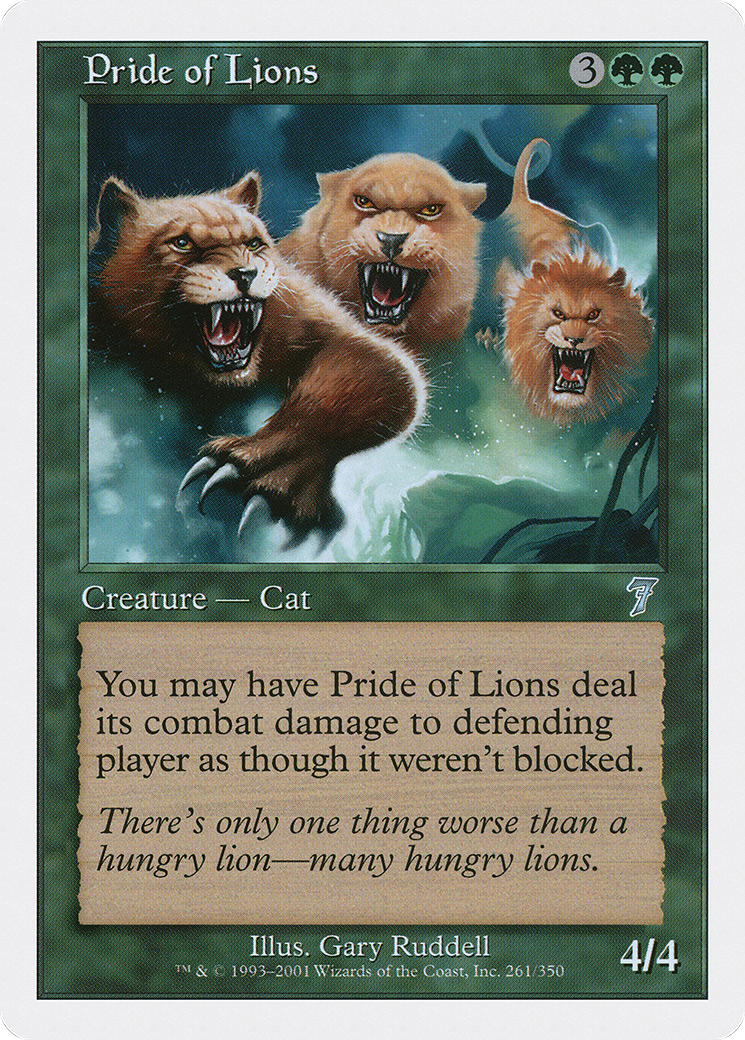 Pride of Lions 3
Creature — Cat 7
You may have Pride of Lions deal
its combat damage to defending
player as though it weren't blocked.
There's only one thing worse than a
hungry lion—many hungry lions.
Illus. Gary Ruddell
4/4
™ & © 1993–2001 Wizards of the Coast, Inc. 261/350